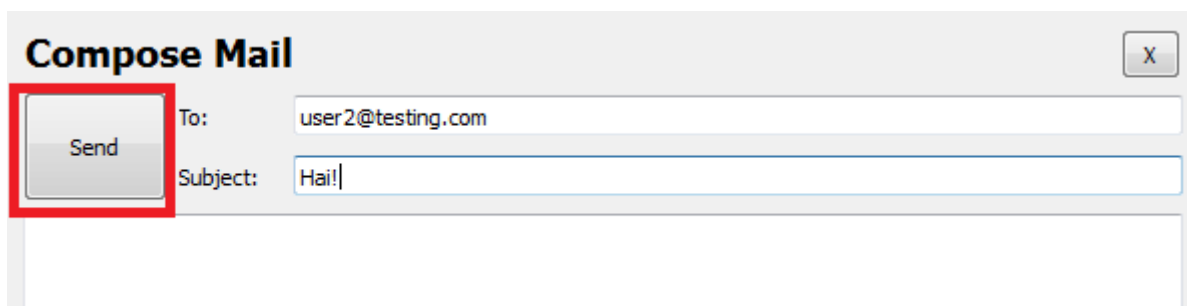 Compose Mail
X
Send
To:
user2@testing.com
Subject:
Hai!